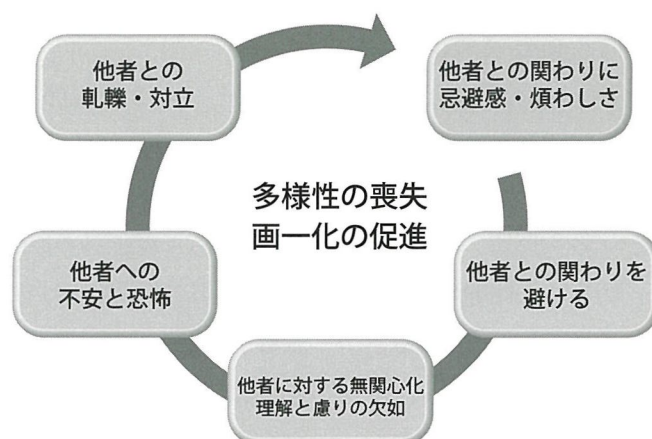 他者との
軋轢・対立
他者との関わりに
忌避感・煩わしさ
多様性の喪失
画一化の促進
他者への
不安と恐怖
他者との関わりを
避ける
他者に対する無関心化
理解と慮りの欠如